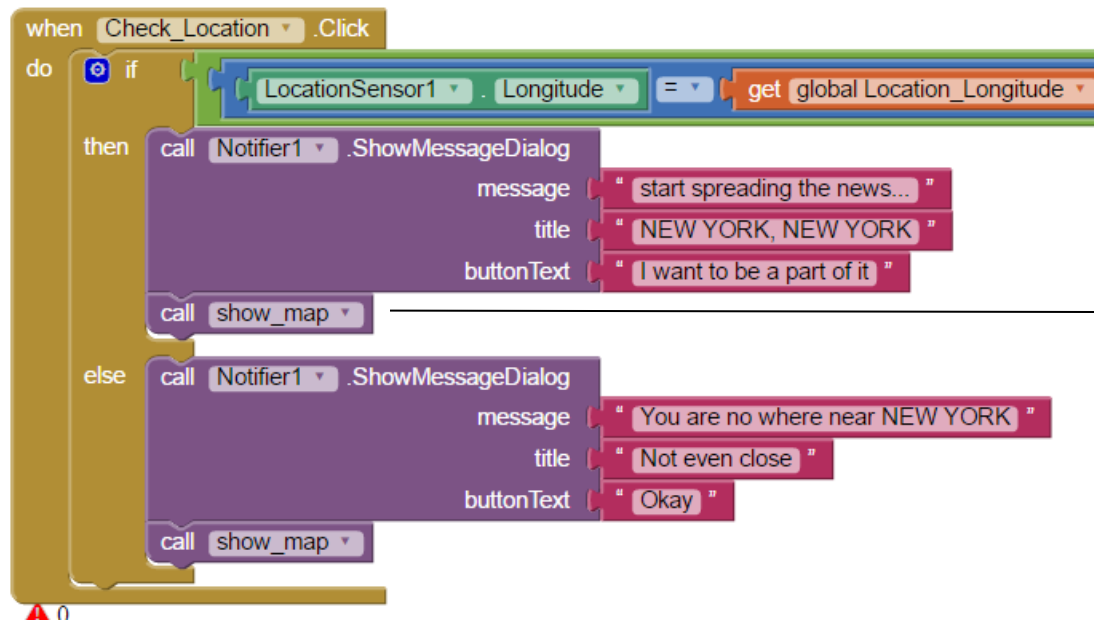 when Check_Location .Click
do if LocationSensor1 . Longitude = get global Location_Longitude
then call Notifier1 .ShowMessageDialog
message “ start spreading the news... ”
title “ NEW YORK, NEW YORK ”
buttonText “ I want to be a part of it ”
call show_map
else call Notifier1 .ShowMessageDialog
message “ You are no where near NEW YORK ”
title “ Not even close ”
buttonText “ Okay ”
call show_map
0